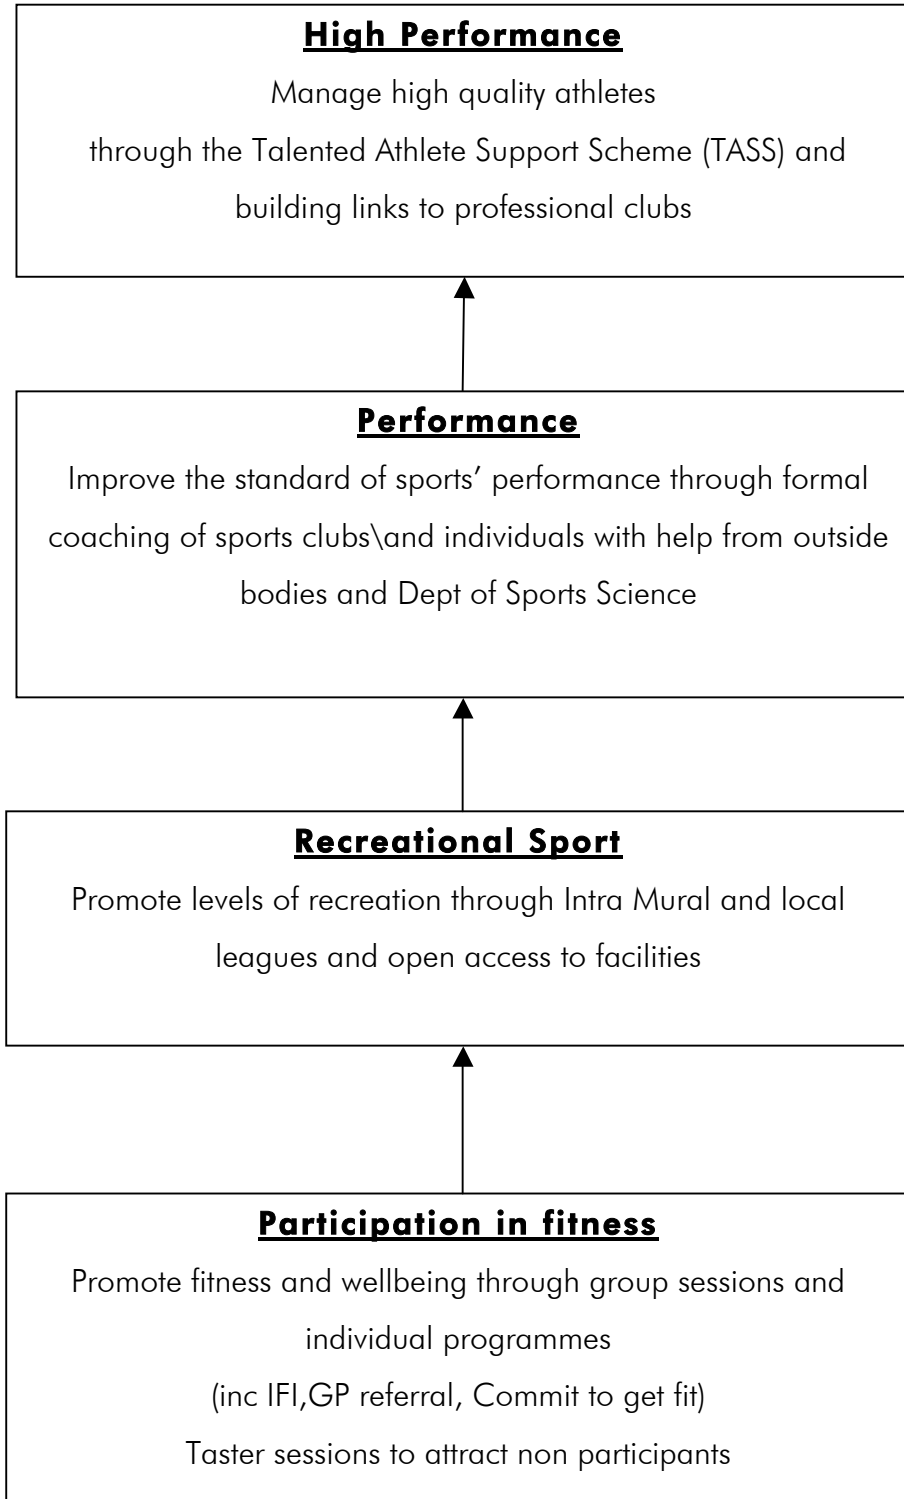 High Performance
Manage high quality athletes
through the Talented Athlete Support Scheme (TASS) and
building links to professional clubs
Performance
Improve the standard of sports’ performance through formal
coaching of sports clubs\and individuals with help from outside
bodies and Dept of Sports Science
Recreational Sport
Promote levels of recreation through Intra Mural and local
leagues and open access to facilities
Participation in fitness
Promote fitness and wellbeing through group sessions and
individual programmes
(inc IFI,GP referral, Commit to get fit)
Taster sessions to attract non participants